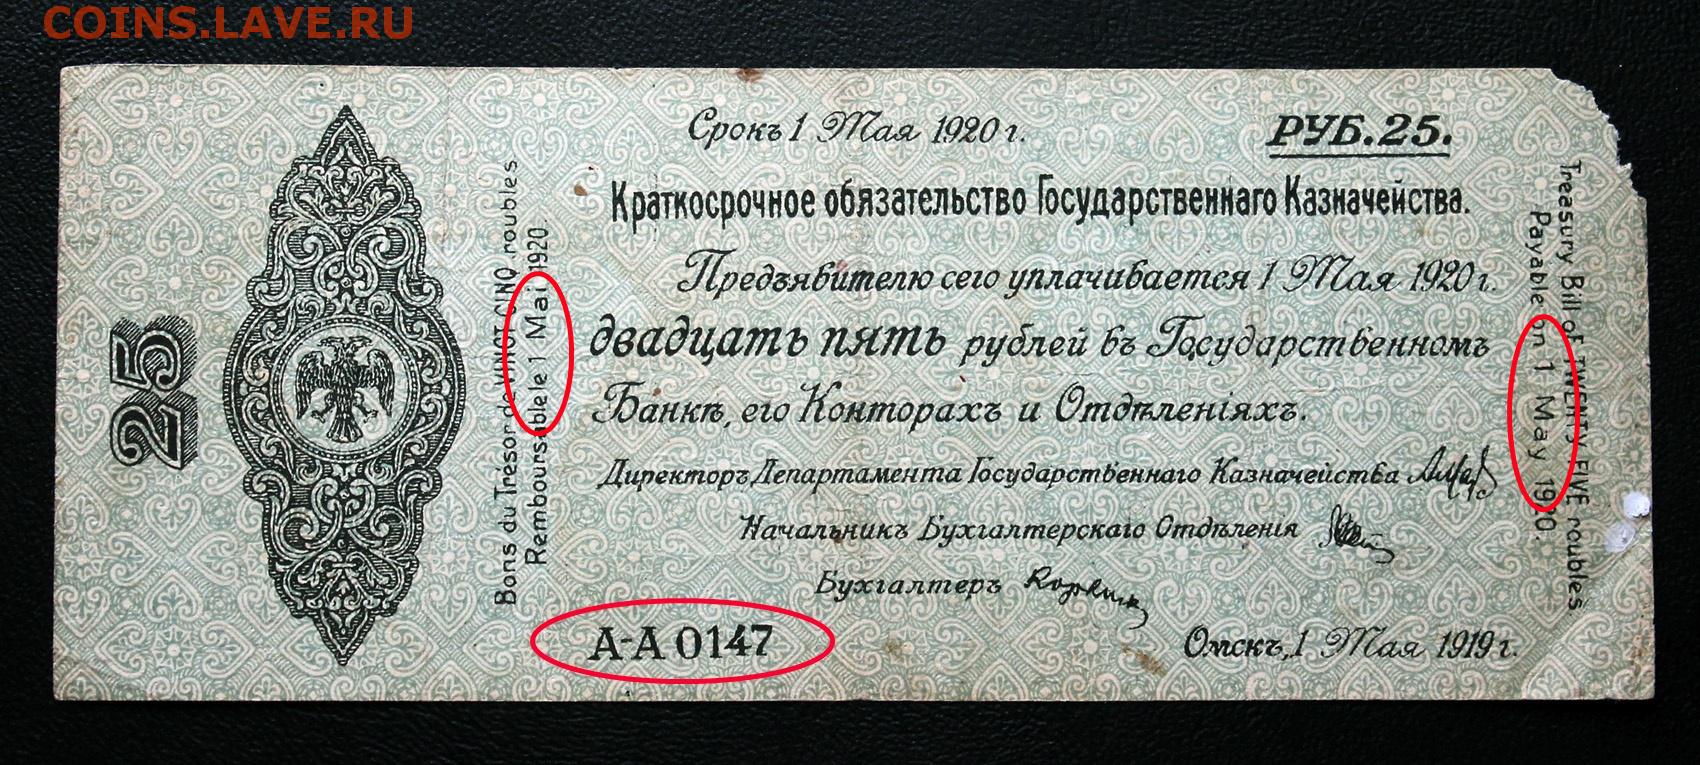 COINS.LAVE.RU
Срокъ 1 Мая 1920 г.
РУБ. 25.
Краткосрочное обязательство Государственнаго Казначейства.
Предъявителю сего уплачивается 1 Мая 1920 г.
двадцать пять рублей въ Государственномъ
Банкѣ, его Конторахъ и Отдѣленіяхъ.
Директоръ Департамента Государственнаго Казначейства
Начальникъ Бухгалтерскаго Отдѣленія
Бухгалтеръ
А-А 0147
Омскъ, 1 Мая 1919 г.
25
Bons du Trésor de VINGT CINQ roubles
Remboursable 1 Mai 1920.
Treasury Bill of TWENTY FIVE roubles
Payable on 1 May 1920.